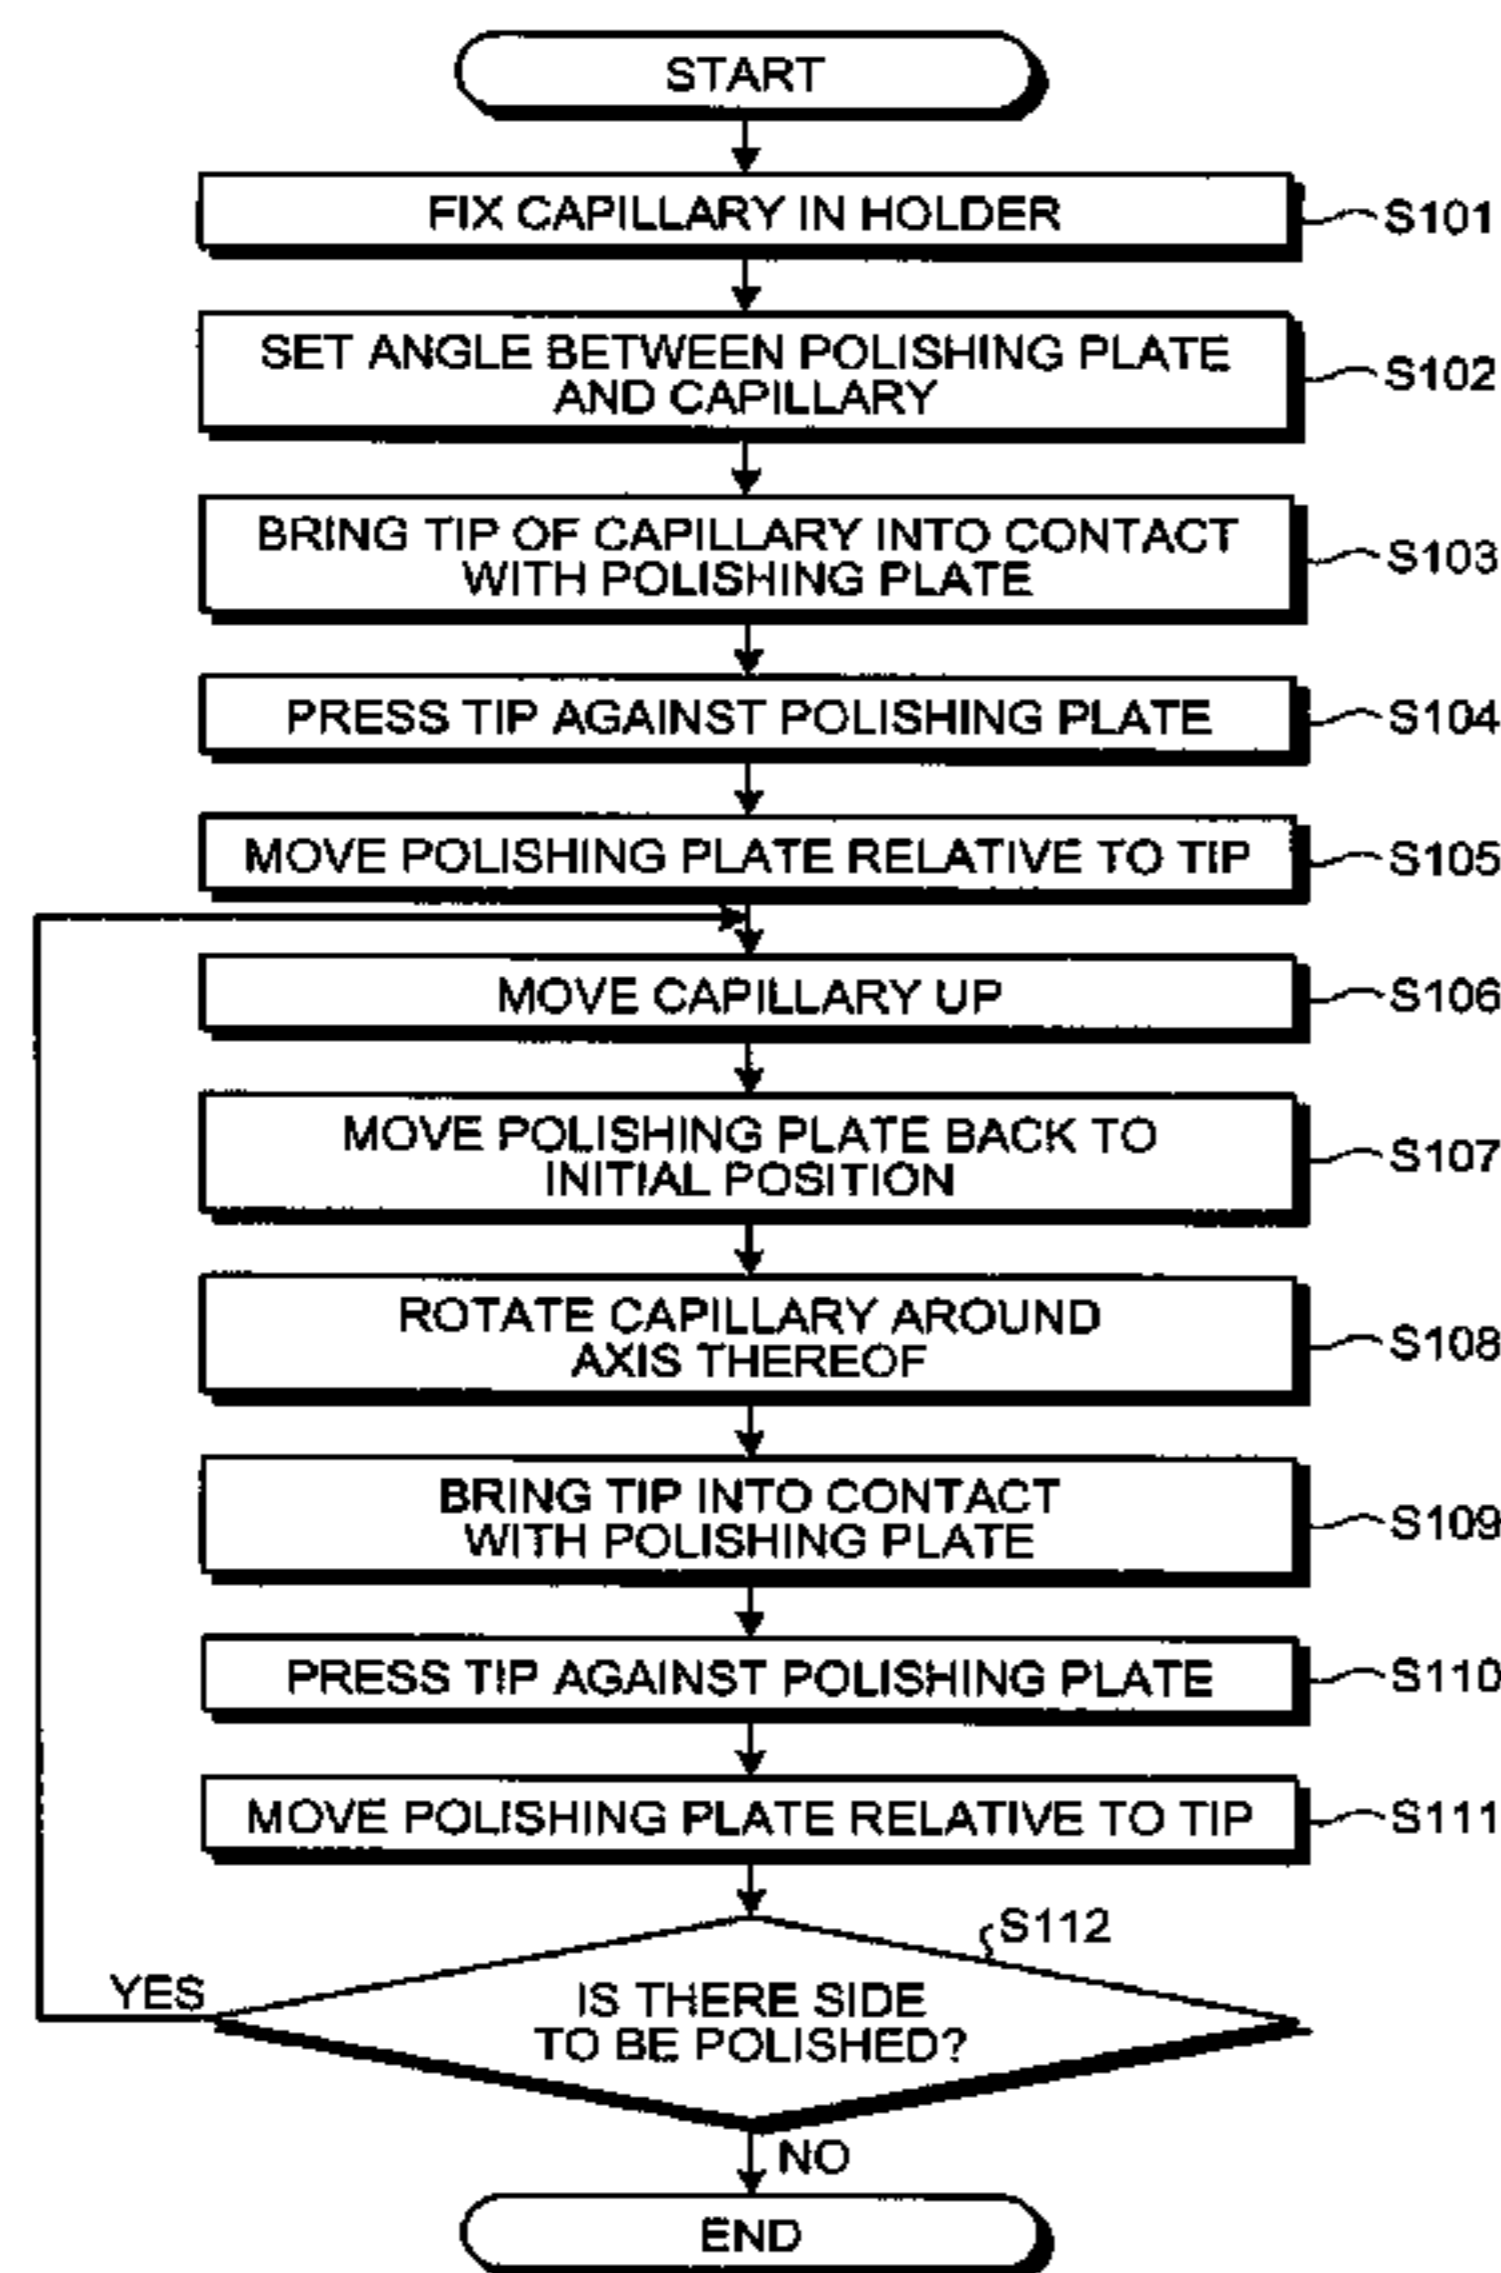 START
FIX CAPILLARY IN HOLDER
S101
SET ANGLE BETWEEN POLISHING PLATE
AND CAPILLARY
S102
BRING TIP OF CAPILLARY INTO CONTACT
WITH POLISHING PLATE
S103
PRESS TIP AGAINST POLISHING PLATE
S104
MOVE POLISHING PLATE RELATIVE TO TIP
S105
MOVE CAPILLARY UP
S106
MOVE POLISHING PLATE BACK TO
INITIAL POSITION
S107
ROTATE CAPILLARY AROUND
AXIS THEREOF
S108
BRING TIP INTO CONTACT
WITH POLISHING PLATE
S109
PRESS TIP AGAINST POLISHING PLATE
S110
MOVE POLISHING PLATE RELATIVE TO TIP
S111
S112
YES
IS THERE SIDE
TO BE POLISHED?
NO
END